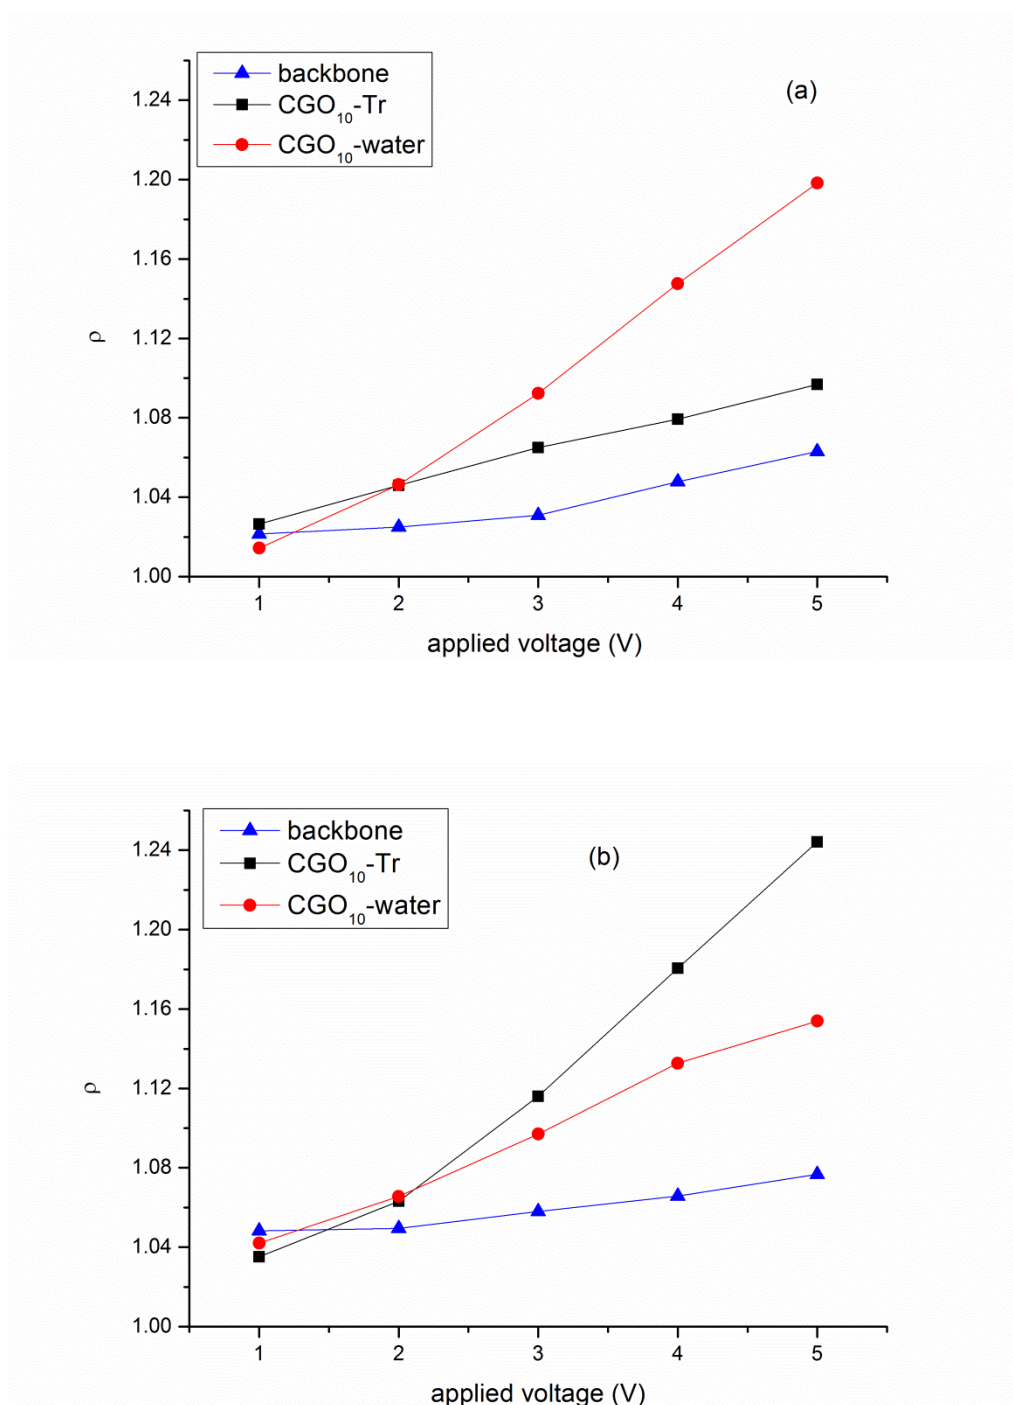 backbone
CGO₁₀-Tr
CGO₁₀-water
(a)
1.24
1.20
1.16
1.12
1.08
1.04
1.00
ρ
1 2 3 4 5
applied voltage (V)
backbone
CGO₁₀-Tr
CGO₁₀-water
(b)
1.24
1.20
1.16
1.12
1.08
1.04
1.00
ρ
1 2 3 4 5
applied voltage (V)